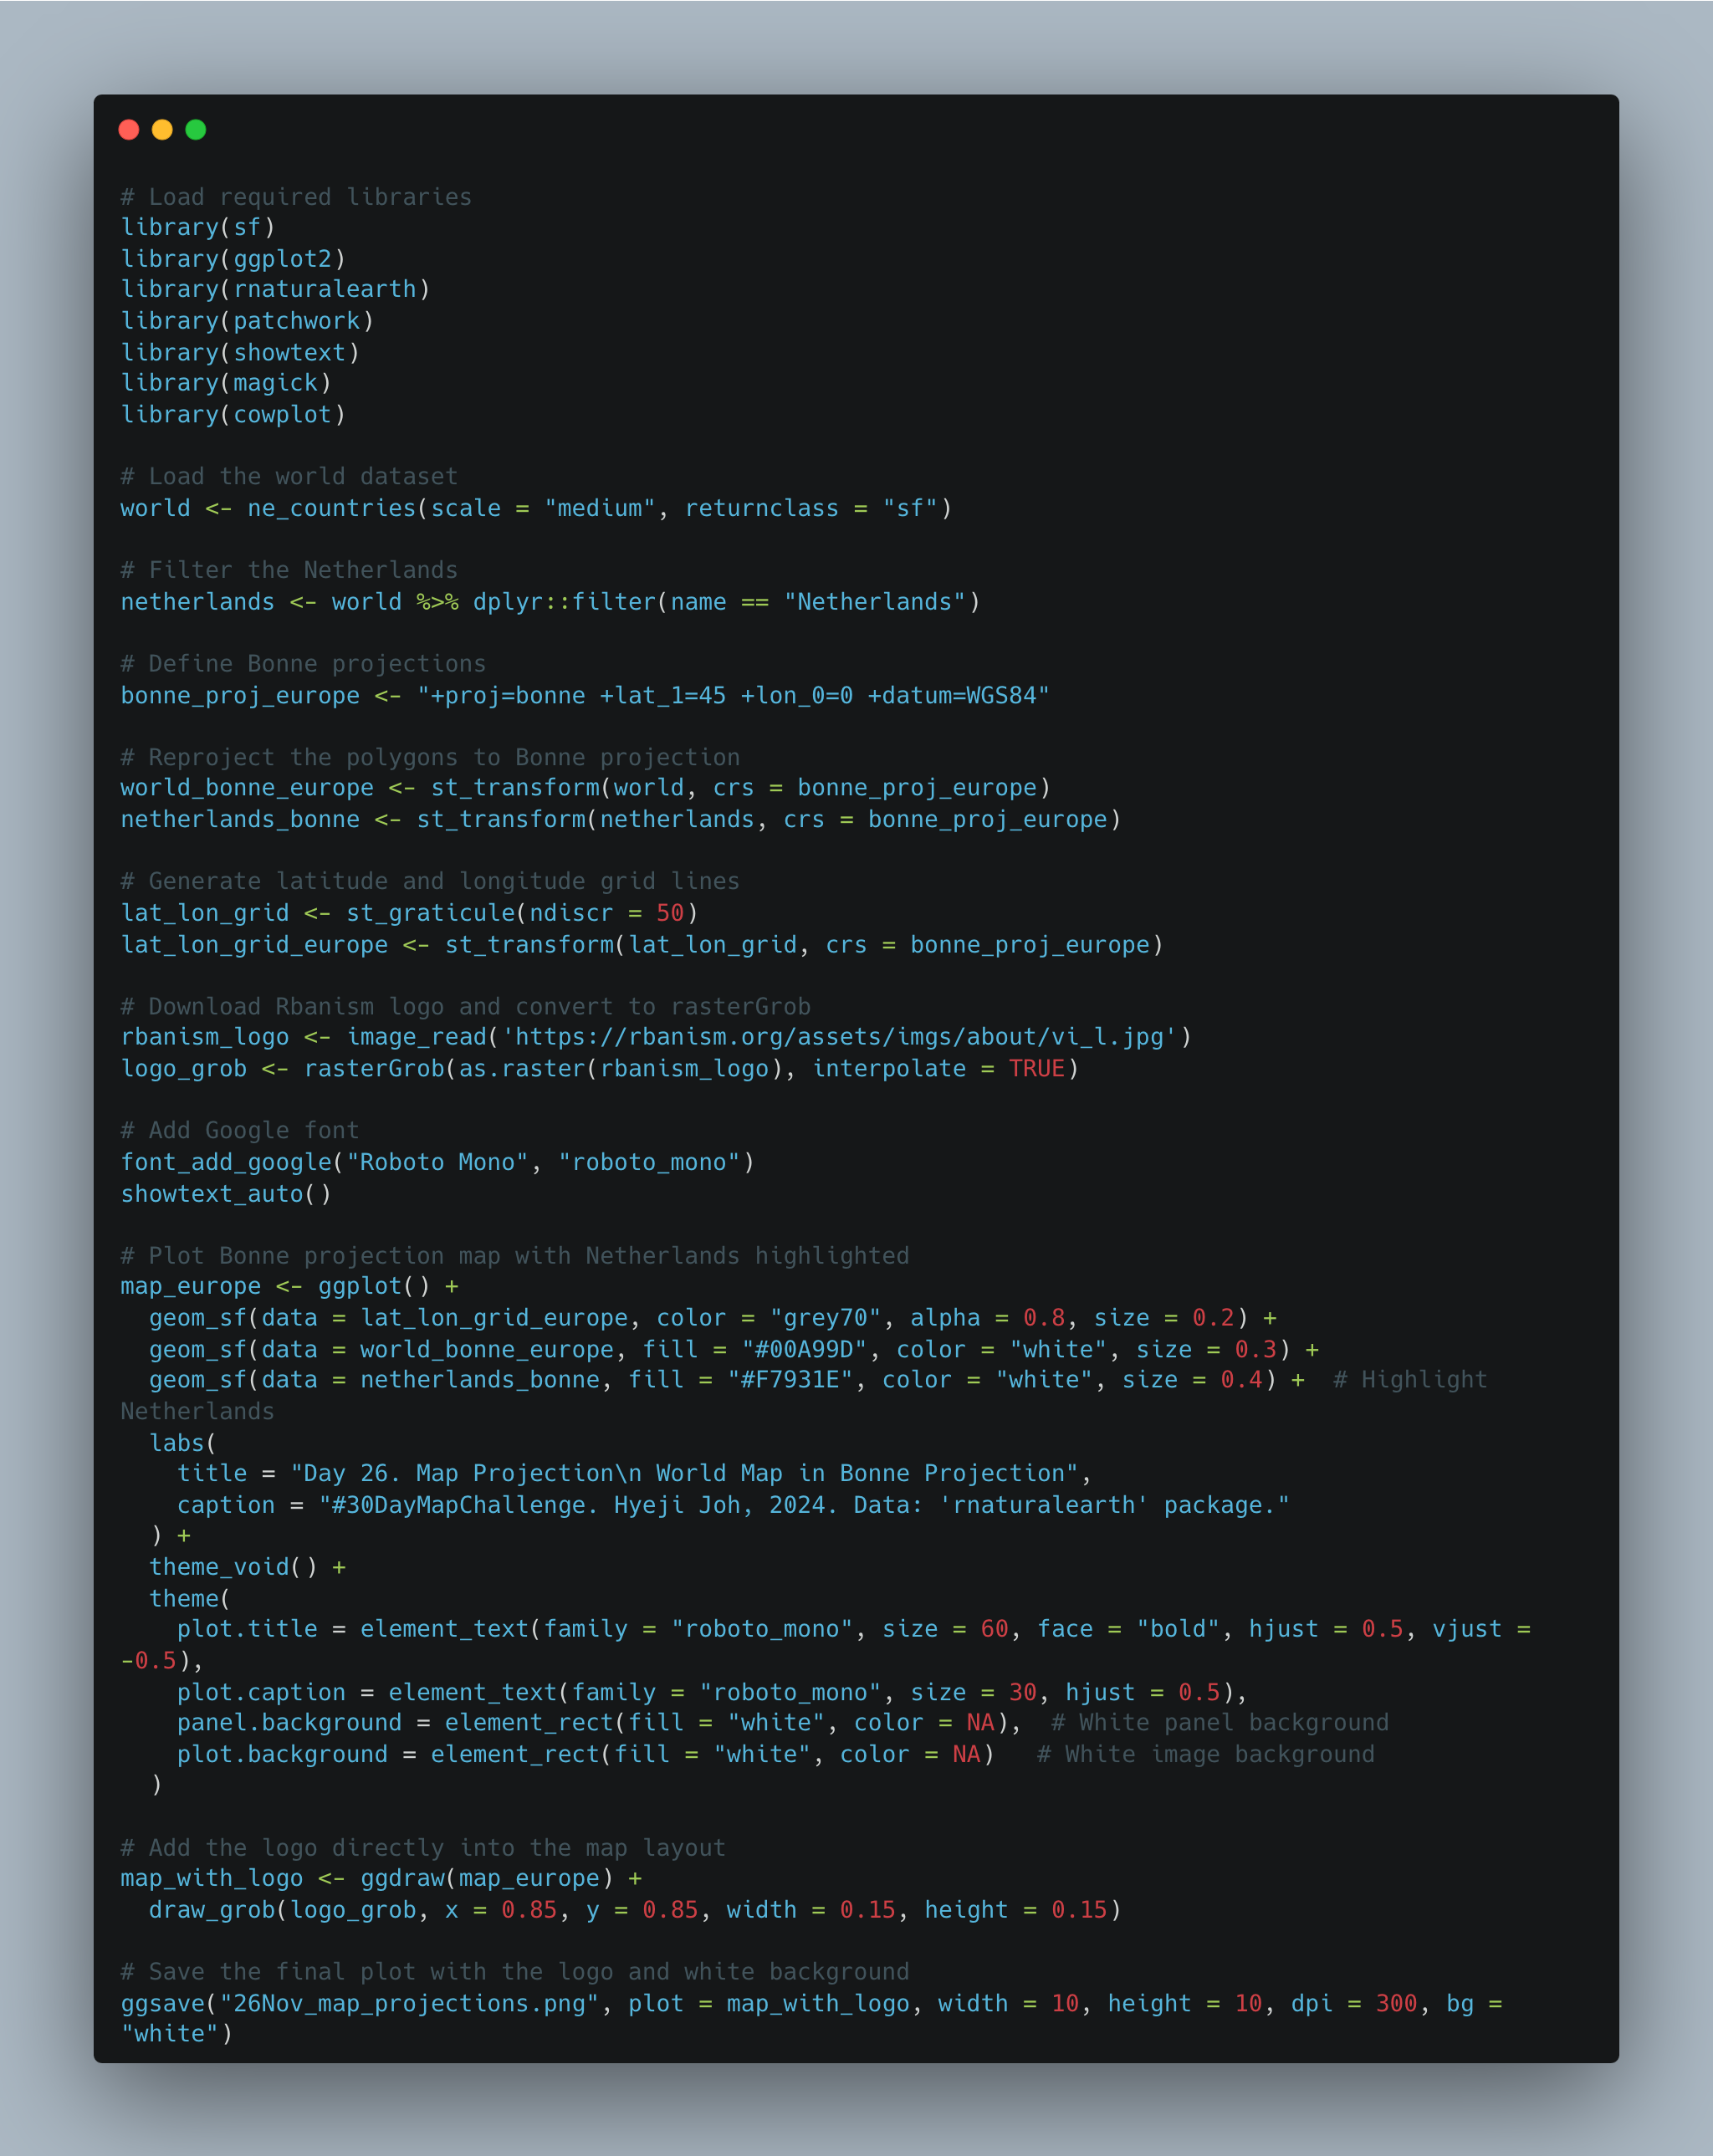 # Load required libraries
library(sf)
library(ggplot2)
library(rnaturalearth)
library(patchwork)
library(showtext)
library(magick)
library(cowplot)

# Load the world dataset
world <- ne_countries(scale = "medium", returnclass = "sf")

# Filter the Netherlands
netherlands <- world %>% dplyr::filter(name == "Netherlands")

# Define Bonne projections
bonne_proj_europe <- "+proj=bonne +lat_1=45 +lon_0=0 +datum=WGS84"

# Reproject the polygons to Bonne projection
world_bonne_europe <- st_transform(world, crs = bonne_proj_europe)
netherlands_bonne <- st_transform(netherlands, crs = bonne_proj_europe)

# Generate latitude and longitude grid lines
lat_lon_grid <- st_graticule(ndiscr = 50)
lat_lon_grid_europe <- st_transform(lat_lon_grid, crs = bonne_proj_europe)

# Download Rbanism logo and convert to rasterGrob
rbanism_logo <- image_read('https://rbanism.org/assets/imgs/about/vi_l.jpg')
logo_grob <- rasterGrob(as.raster(rbanism_logo), interpolate = TRUE)

# Add Google font
font_add_google("Roboto Mono", "roboto_mono")
showtext_auto()

# Plot Bonne projection map with Netherlands highlighted
map_europe <- ggplot() +
  geom_sf(data = lat_lon_grid_europe, color = "grey70", alpha = 0.8, size = 0.2) +
  geom_sf(data = world_bonne_europe, fill = "#00A99D", color = "white", size = 0.3) +
  geom_sf(data = netherlands_bonne, fill = "#F7931E", color = "white", size = 0.4) +  # Highlight
Netherlands
  labs(
    title = "Day 26. Map Projection\n World Map in Bonne Projection",
    caption = "#30DayMapChallenge. Hyeji Joh, 2024. Data: 'rnaturalearth' package."
  ) +
  theme_void() +
  theme(
    plot.title = element_text(family = "roboto_mono", size = 60, face = "bold", hjust = 0.5, vjust =
-0.5),
    plot.caption = element_text(family = "roboto_mono", size = 30, hjust = 0.5),
    panel.background = element_rect(fill = "white", color = NA),  # White panel background
    plot.background = element_rect(fill = "white", color = NA)   # White image background
  )

# Add the logo directly into the map layout
map_with_logo <- ggdraw(map_europe) +
  draw_grob(logo_grob, x = 0.85, y = 0.85, width = 0.15, height = 0.15)

# Save the final plot with the logo and white background
ggsave("26Nov_map_projections.png", plot = map_with_logo, width = 10, height = 10, dpi = 300, bg =
"white")